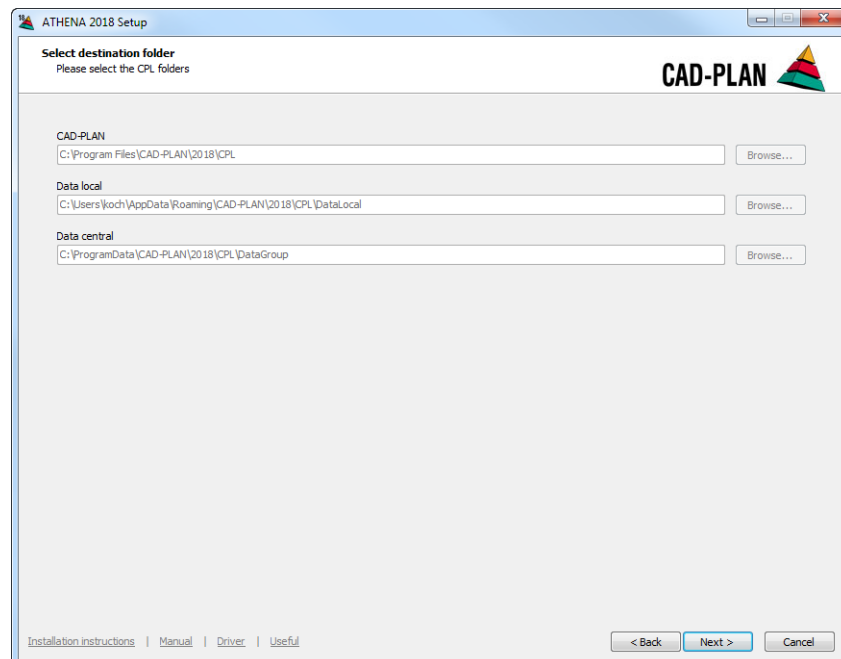 ATHENA 2018 Setup
Select destination folder
Please select the CPL folders
CAD-PLAN
CAD-PLAN
C:\Program Files\CAD-PLAN\2018\CPL
Browse...
Data local
C:\Users\koch\AppData\Roaming\CAD-PLAN\2018\CPL\DataLocal
Browse...
Data central
C:\ProgramData\CAD-PLAN\2018\CPL\DataGroup
Browse...
Installation instructions | Manual | Driver | Useful
< Back Next > Cancel